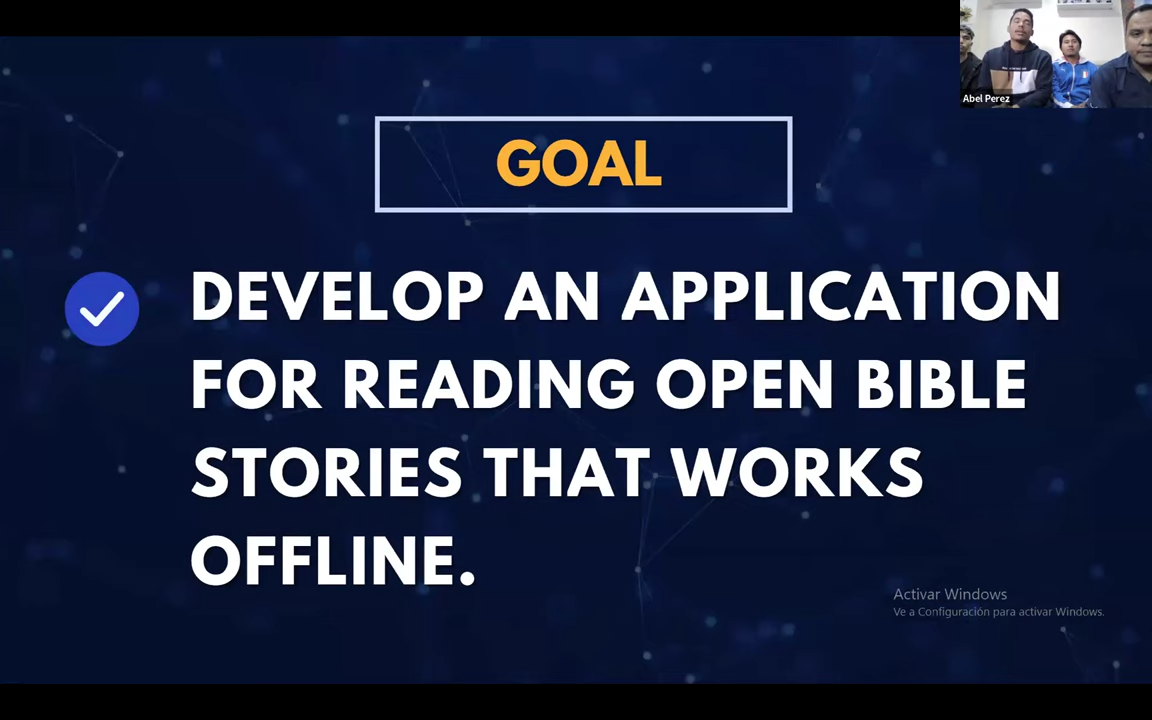 Abel Perez
GOAL
DEVELOP AN APPLICATION
FOR READING OPEN BIBLE
STORIES THAT WORKS
OFFLINE.
Activar Windows
Ve a Configuración para activar Windows.